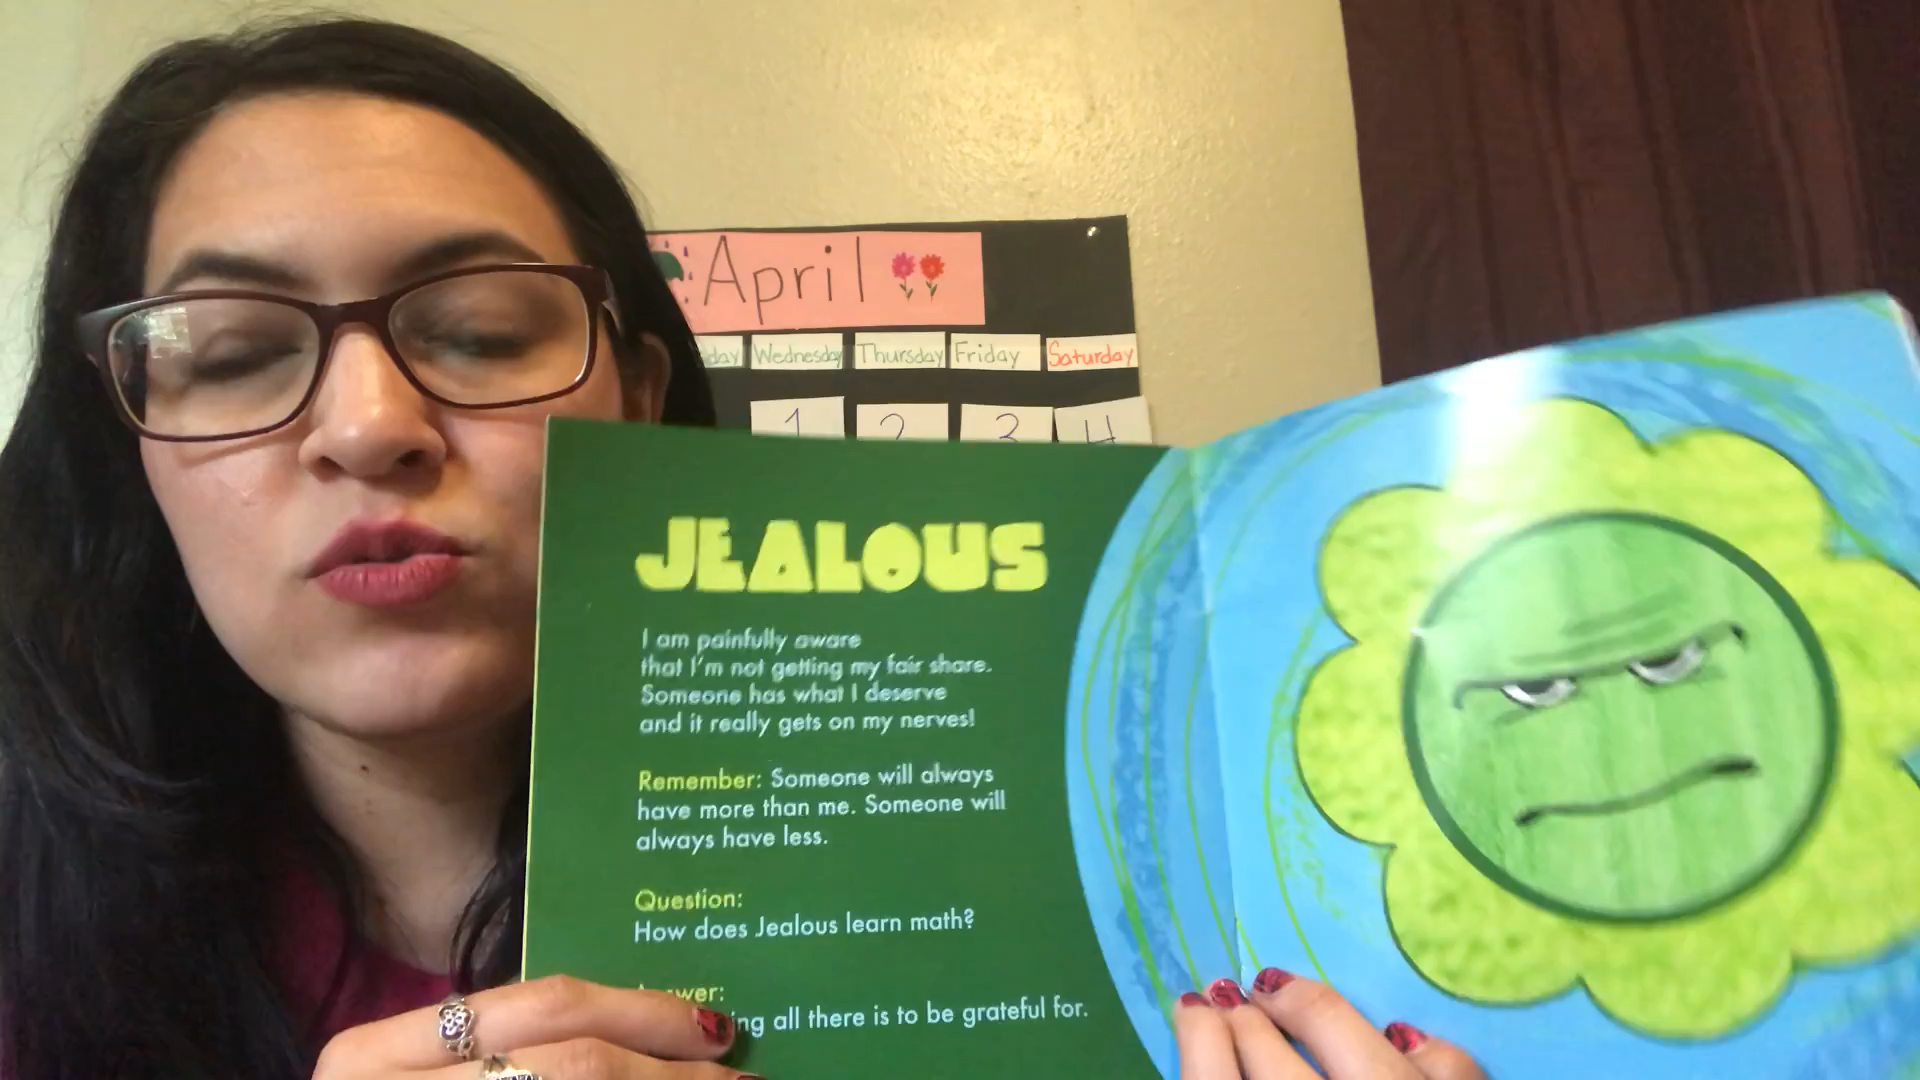 April
Wednesday Thursday Friday Saturday
1 2 3 4
JEALOUS
I am painfully aware
that I'm not getting my fair share.
Someone has what I deserve
and it really gets on my nerves!
Remember: Someone will always
have more than me. Someone will
always have less.
Question:
How does Jealous learn math?
all there is to be grateful for.